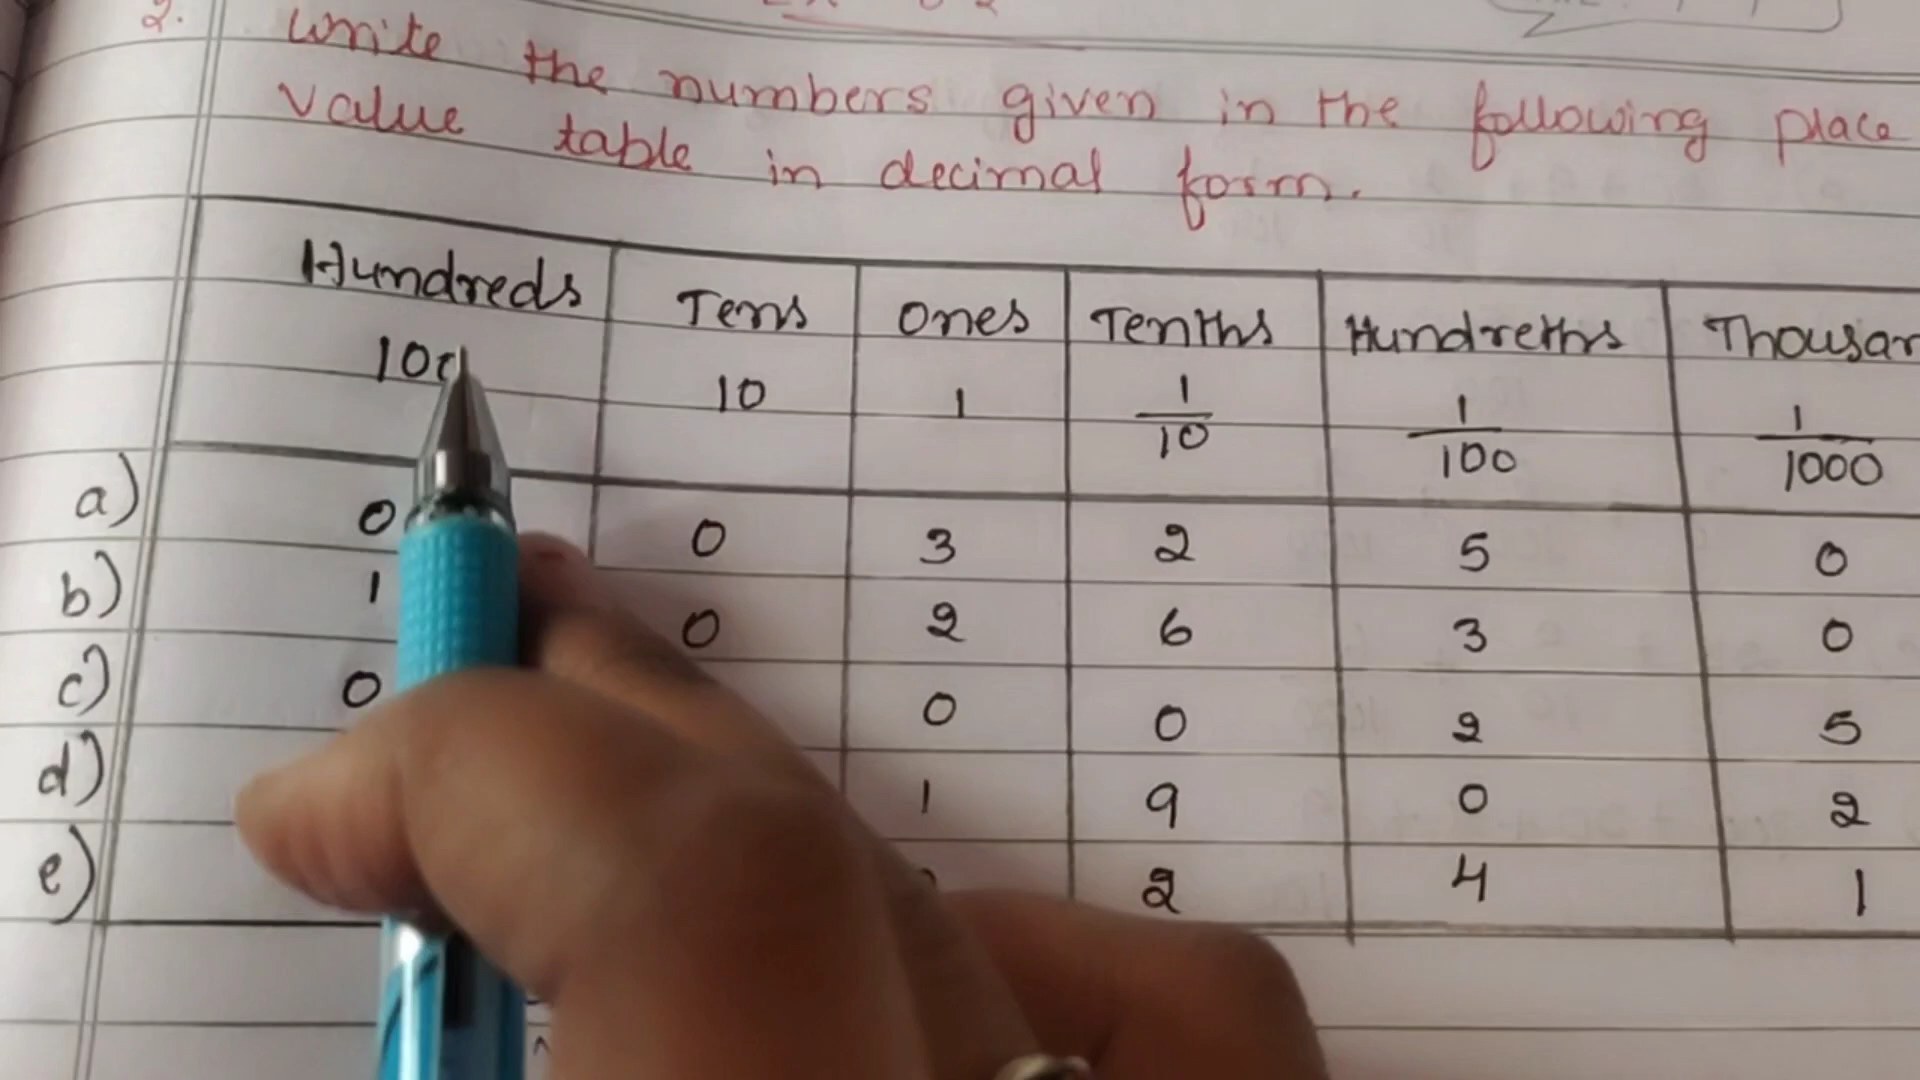 2. Write the numbers given in the following place
value table in decimal form.
Hundreds Tens Ones Tenths Hundreths Thousan
100 10 1 1/10 1/100 1/1000
a) 0 0 3 2 5 0
b) 1 0 2 6 3 0
c) 0 0 0 2 5
d) 1 9 0 2
e) 2 4 1